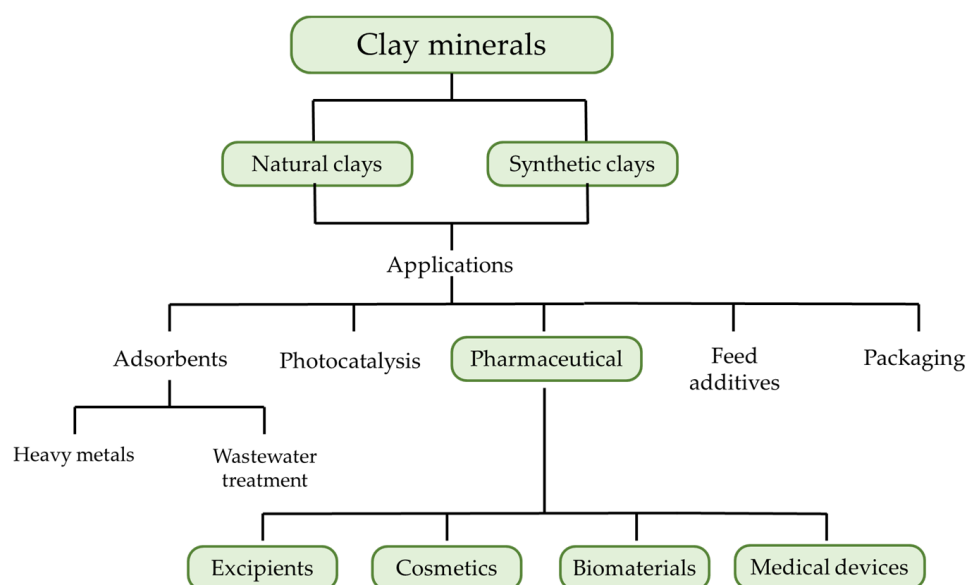 Clay minerals
Natural clays
Synthetic clays
Applications
Adsorbents
Photocatalysis
Pharmaceutical
Feed
additives
Packaging
Heavy metals
Wastewater
treatment
Excipients
Cosmetics
Biomaterials
Medical devices